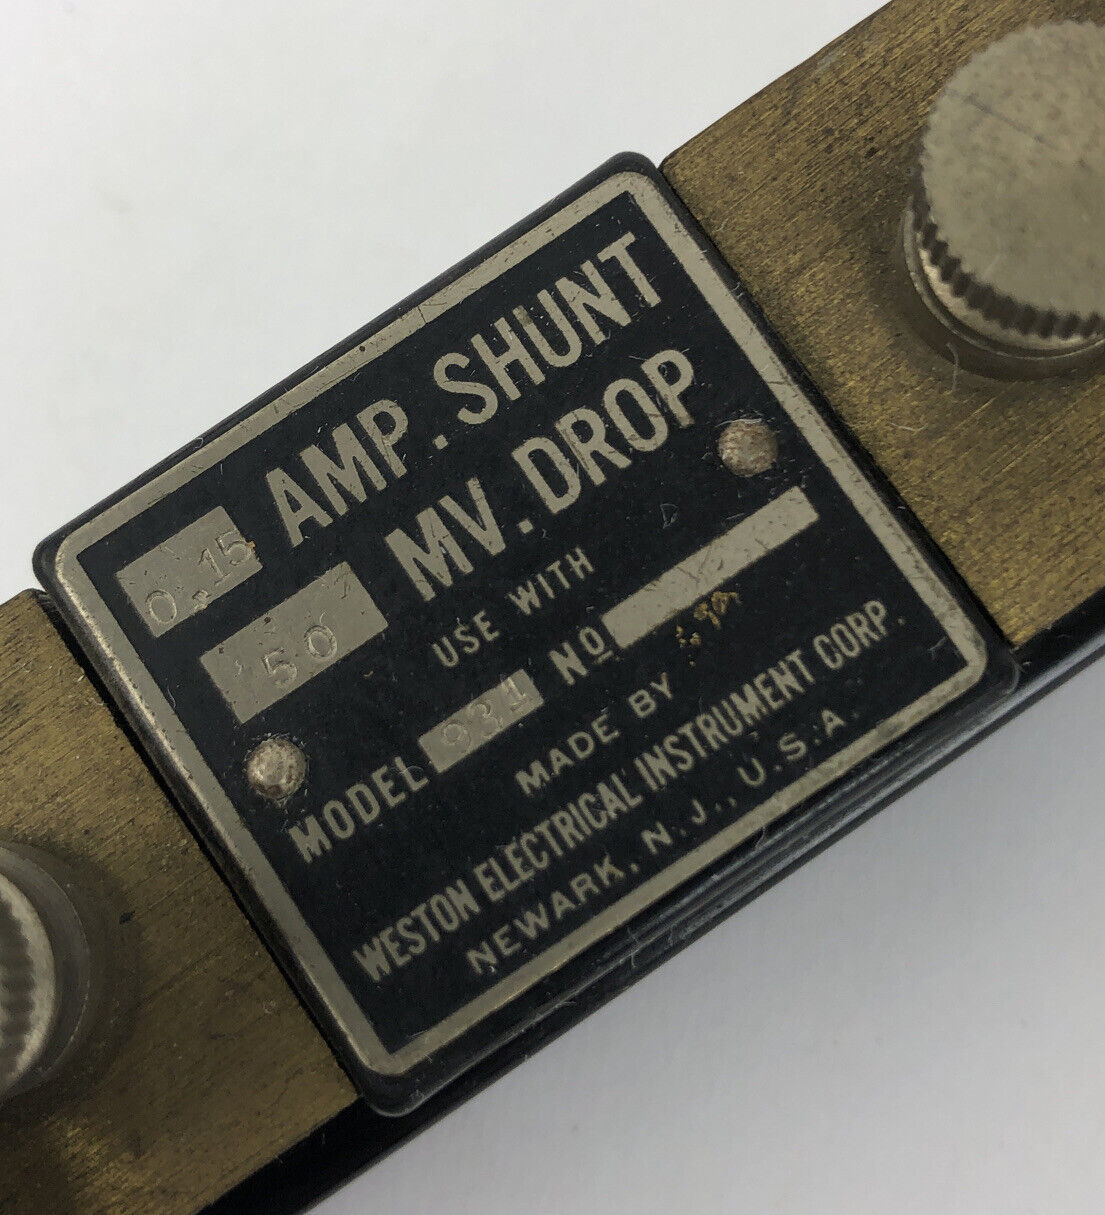 0.15 AMP. SHUNT
50 MV. DROP
USE WITH
MODEL 931 No
MADE BY
WESTON ELECTRICAL INSTRUMENT CORP.
NEWARK, N.J., U.S.A.